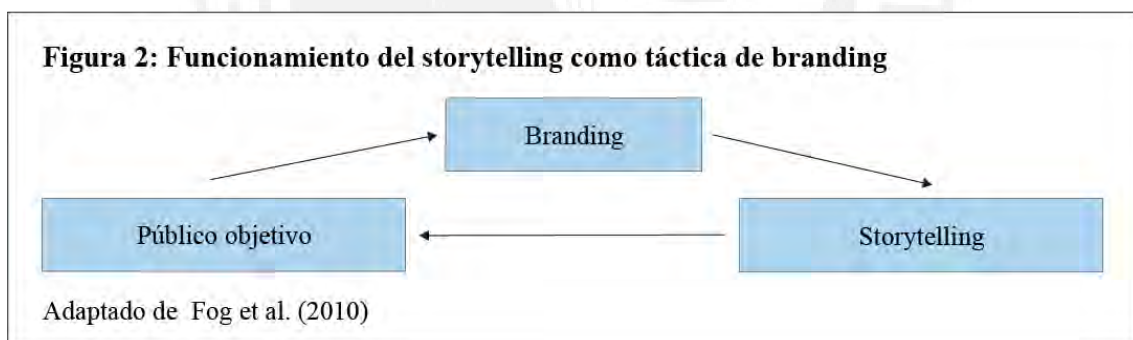 Figura 2: Funcionamiento del storytelling como táctica de branding
Branding
Público objetivo
Storytelling
Adaptado de Fog et al. (2010)